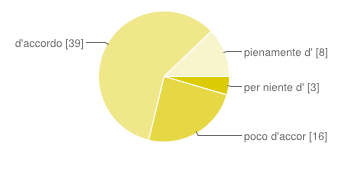 d'accordo [39]
pienamente d' [8]
per niente d' [3]
poco d'accor [16]